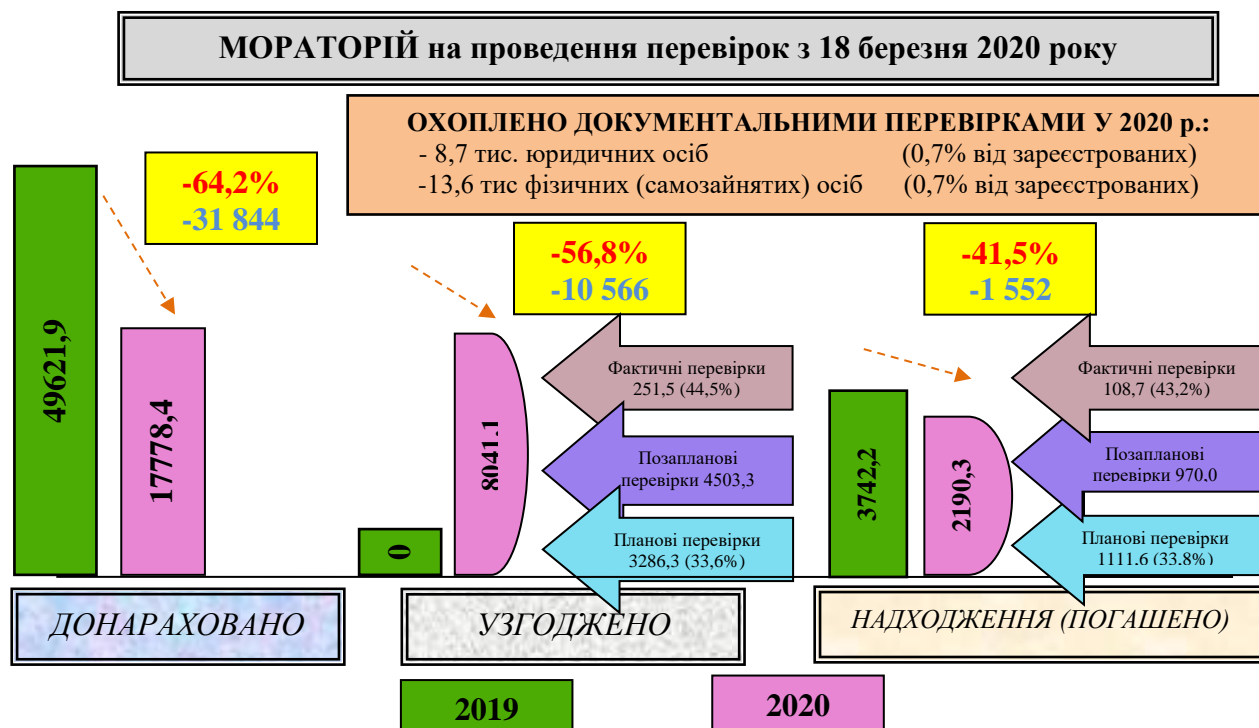 МОРАТОРІЙ на проведення перевірок з 18 березня 2020 року
ОХОПЛЕНО ДОКУМЕНТАЛЬНИМИ ПЕРЕВІРКАМИ У 2020 р.:
- 8,7 тис. юридичних осіб (0,7% від зареєстрованих)
-13,6 тис фізичних (самозайнятих) осіб (0,7% від зареєстрованих)
-64,2%
-31 844
49621,9
17778,4
-56,8%
-10 566
0
8041,1
Фактичні перевірки
251,5 (44,5%)
Позапланові
перевірки 4503,3
Планові перевірки
3286,3 (33,6%)
-41,5%
-1 552
3742,2
2190,3
Фактичні перевірки
108,7 (43,2%)
Позапланові
перевірки 970,0
Планові перевірки
1111,6 (33,8%)
ДОНАРАХОВАНО
УЗГОДЖЕНО
НАДХОДЖЕННЯ (ПОГАШЕНО)
2019
2020